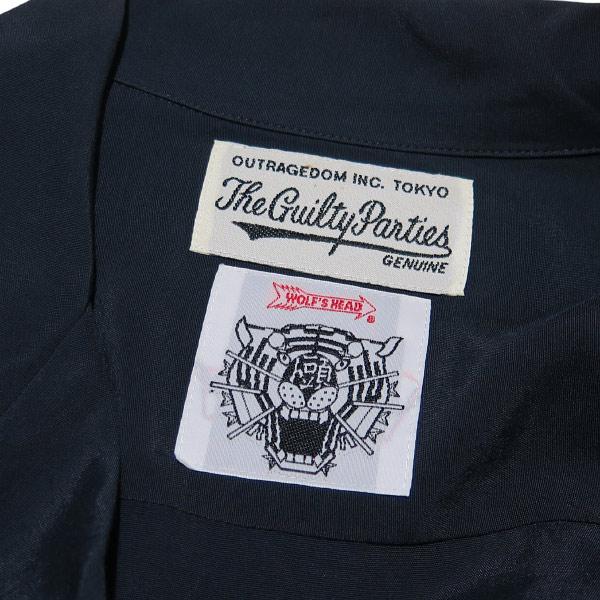 OUTRAGEDOM INC. TOKYO
The Guilty Parties
GENUINE
WOLF'S HEAD
®